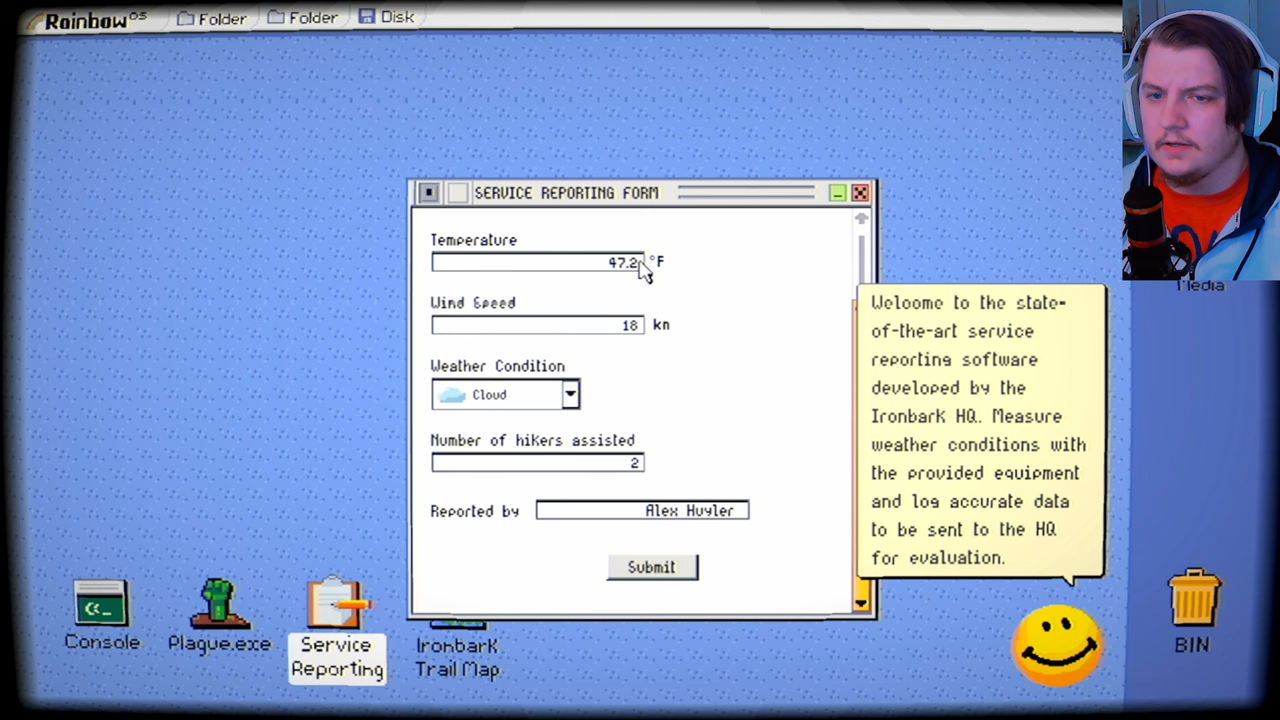 RainbowOS
Folder
Folder
Disk
SERVICE REPORTING FORM
Temperature
47.2 °F
Wind Speed
18 kn
Weather Condition
Cloud
Number of hikers assisted
2
Reported by
Alex Huyler
Submit
Welcome to the state-
of-the-art service
reporting software
developed by the
Ironbark HQ. Measure
weather conditions with
the provided equipment
and log accurate data
to be sent to the HQ
for evaluation.
Media
Console
Plague.exe
Service
Reporting
Ironbark
Trail Map
BIN